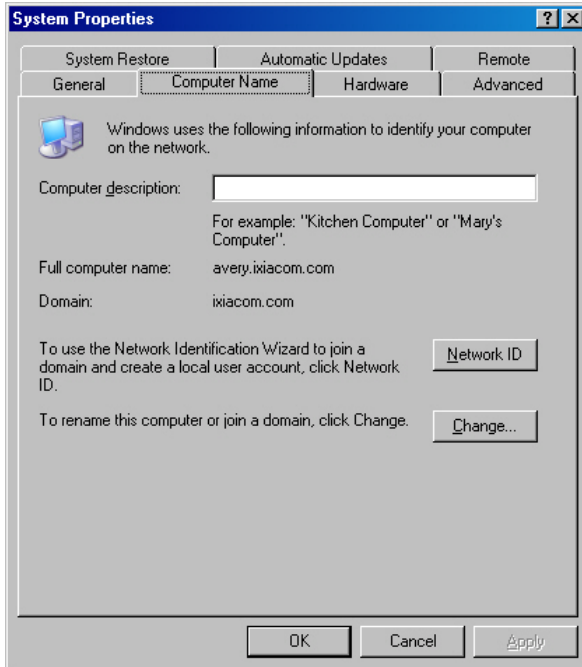 System Properties
System Restore Automatic Updates Remote
General Computer Name Hardware Advanced
Windows uses the following information to identify your computer
on the network.
Computer description:
For example: "Kitchen Computer" or "Mary's
Computer".
Full computer name: avery.ixiacom.com
Domain: ixiacom.com
To use the Network Identification Wizard to join a
domain and create a local user account, click Network
ID.
Network ID
To rename this computer or join a domain, click Change.
Change...
OK Cancel Apply